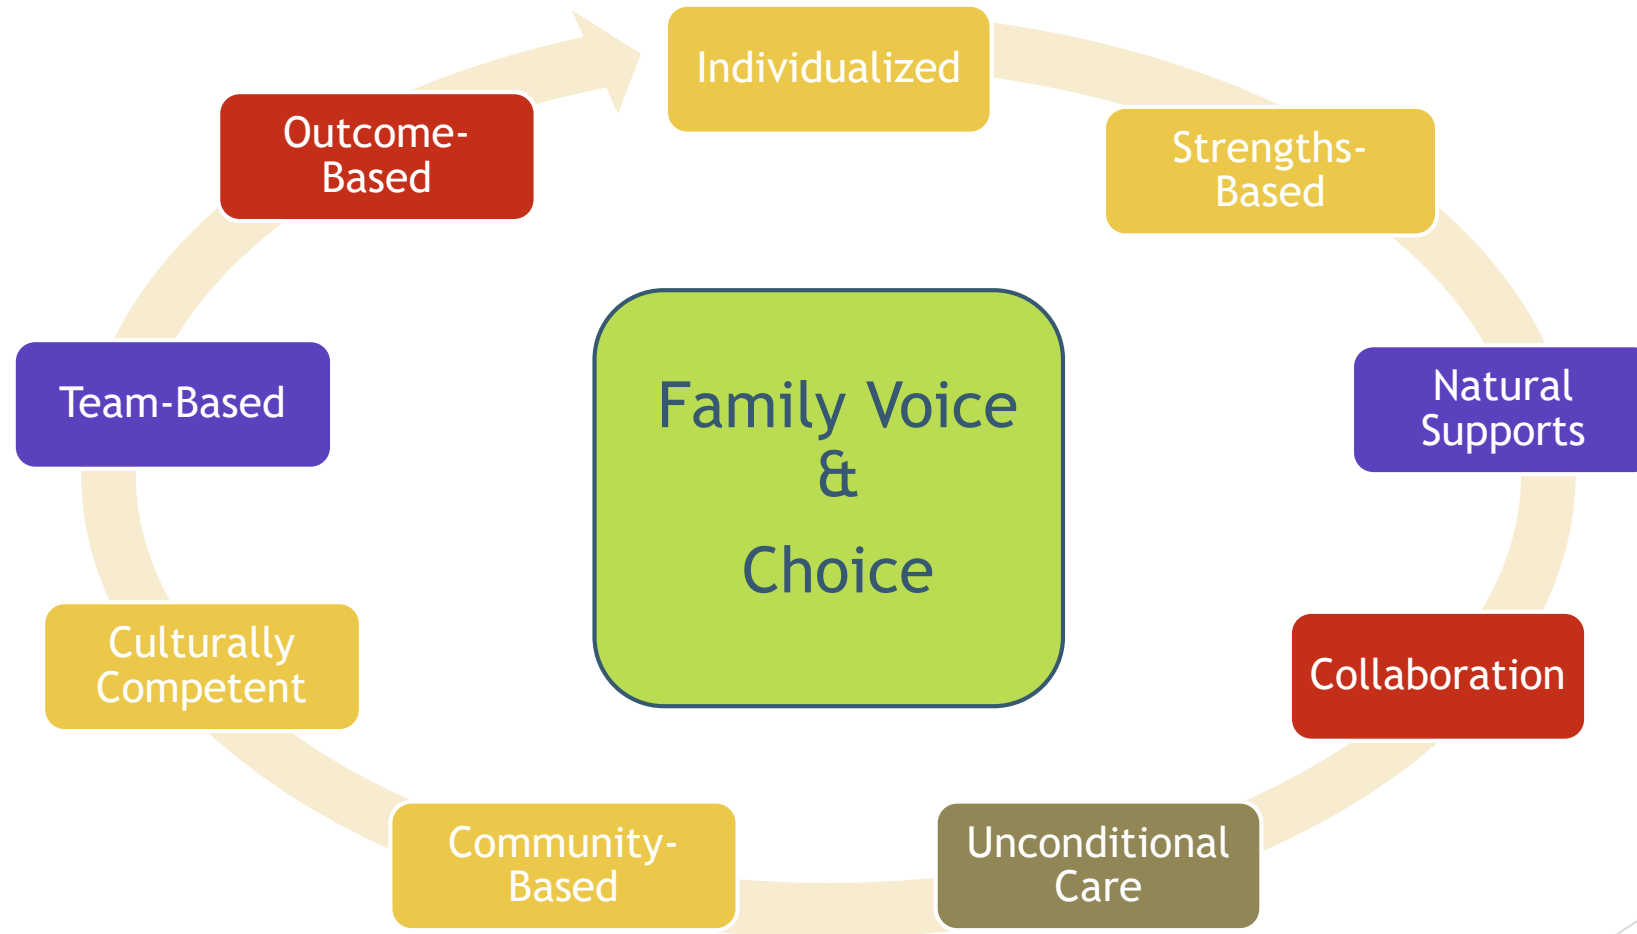 Individualized
Strengths-
Based
Natural
Supports
Collaboration
Unconditional
Care
Community-
Based
Culturally
Competent
Team-Based
Outcome-
Based
Family Voice
&
Choice